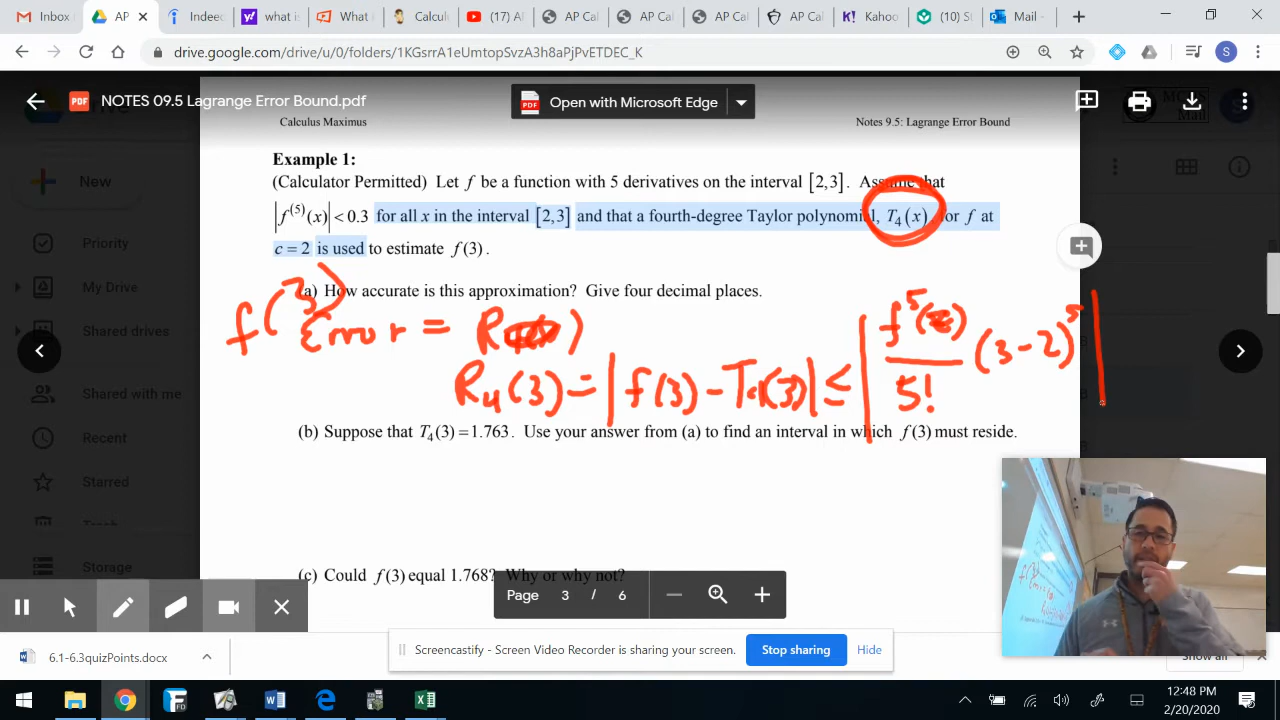 Inbox
AP
Indeed
what is
Maps
Calcul
AP Cal
AP Cal
AP Cal
Kahoo
Get St
Mail -
drive.google.com/drive/u/0/folders/1KGsrrA1eUmtopSvzA3h8aPjPvETDEC_K
S
NOTES 09.5 Lagrange Error Bound.pdf
Open with Microsoft Edge
Calculus Maximus
Notes 9.5: Lagrange Error Bound
New
Priority
My Drive
Shared drives
Shared with me
Recent
Starred
Trash
Storage
Example 1:
(Calculator Permitted) Let f be a function with 5 derivatives on the interval [2,3]. Assume that
|f^(5)(x)| < 0.3 for all x in the interval [2,3] and that a fourth-degree Taylor polynomial, T₄(x), for f at
c = 2 is used to estimate f(3).
(a) How accurate is this approximation? Give four decimal places.
f(3)
Error = R
R₄(3) = |f(3) - T₄(3)| ≤ | f⁵( ) / 5! (3-2)⁵ |
(b) Suppose that T₄(3) = 1.763. Use your answer from (a) to find an interval in which f(3) must reside.
(c) Could f(3) equal 1.768? Why or why not?
Page 3 / 6
Screencastify - Screen Video Recorder is sharing your screen.
Stop sharing
Hide
6.1-6.3quizPoints.docx
Show all
12:48 PM
2/20/2020